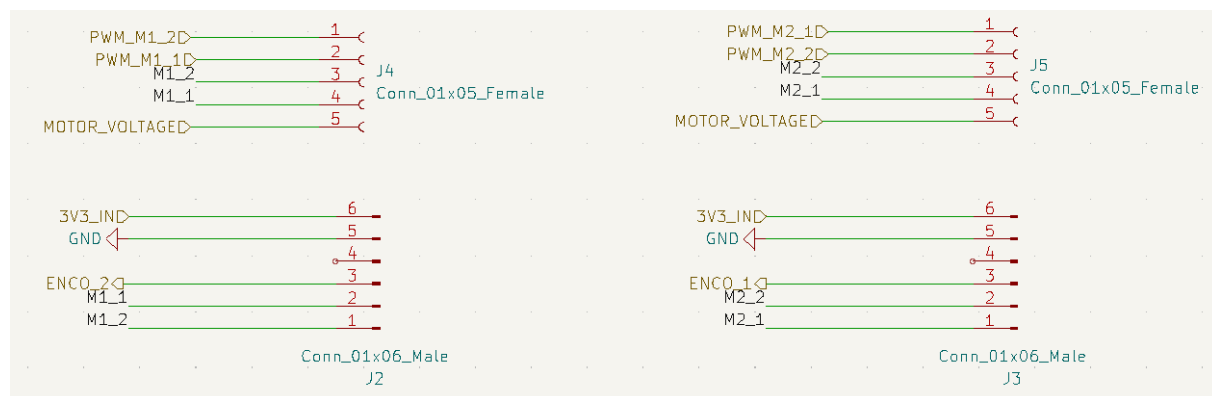 PWM_M1_2 1
PWM_M1_1 2
M1_2 3
M1_1 4
MOTOR_VOLTAGE 5
J4
Conn_01x05_Female
PWM_M2_1 1
PWM_M2_2 2
M2_2 3
M2_1 4
MOTOR_VOLTAGE 5
J5
Conn_01x05_Female
3V3_IN 6
GND 5
4
ENCO_2 3
M1_1 2
M1_2 1
Conn_01x06_Male
J2
3V3_IN 6
GND 5
4
ENCO_1 3
M2_2 2
M2_1 1
Conn_01x06_Male
J3